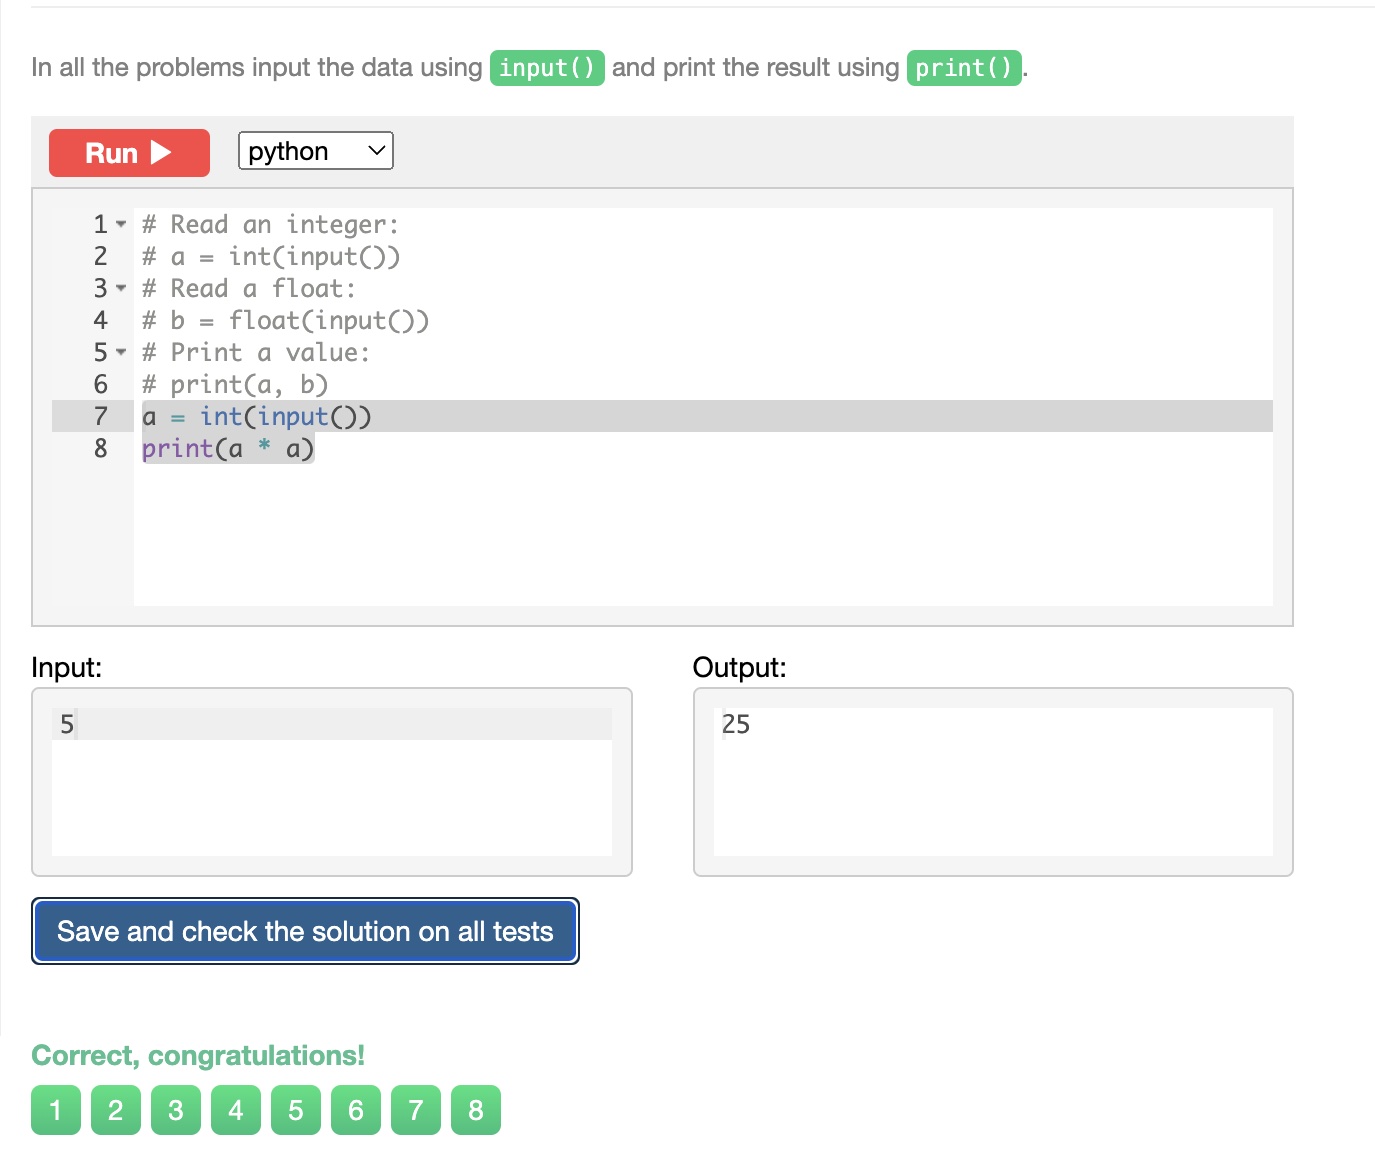 In all the problems input the data using input() and print the result using print().
Run
python
1 # Read an integer:
2 # a = int(input())
3 # Read a float:
4 # b = float(input())
5 # Print a value:
6 # print(a, b)
7 a = int(input())
8 print(a * a)
Input:
Output:
5
25
Save and check the solution on all tests
Correct, congratulations!
1 2 3 4 5 6 7 8